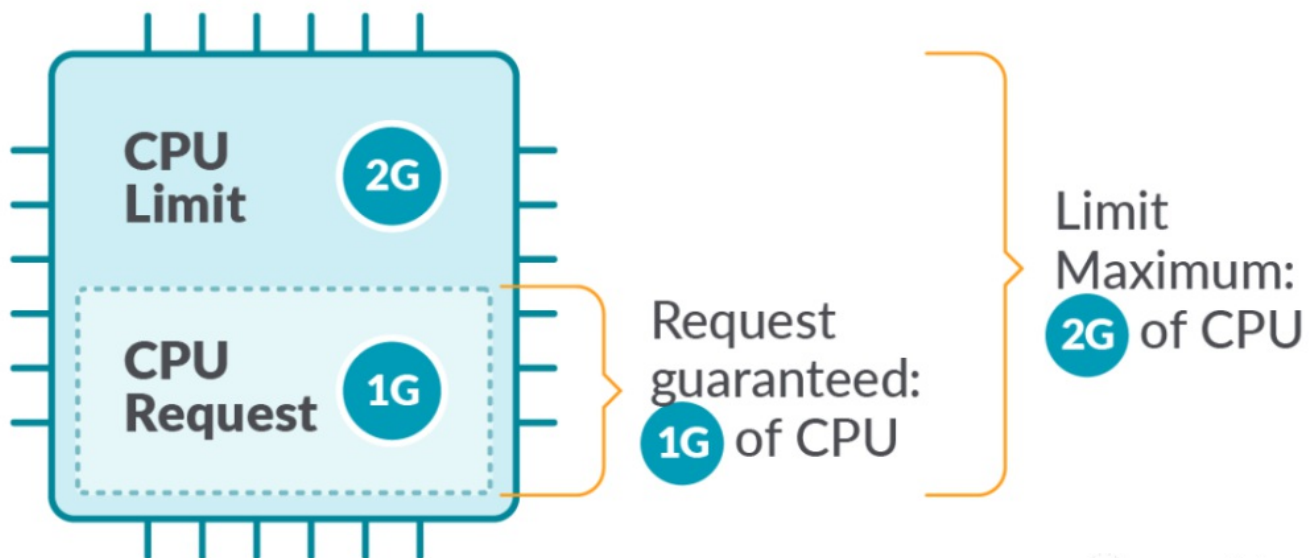 CPU
Limit
2G
CPU
Request
1G
Request
guaranteed:
1G of CPU
Limit
Maximum:
2G of CPU